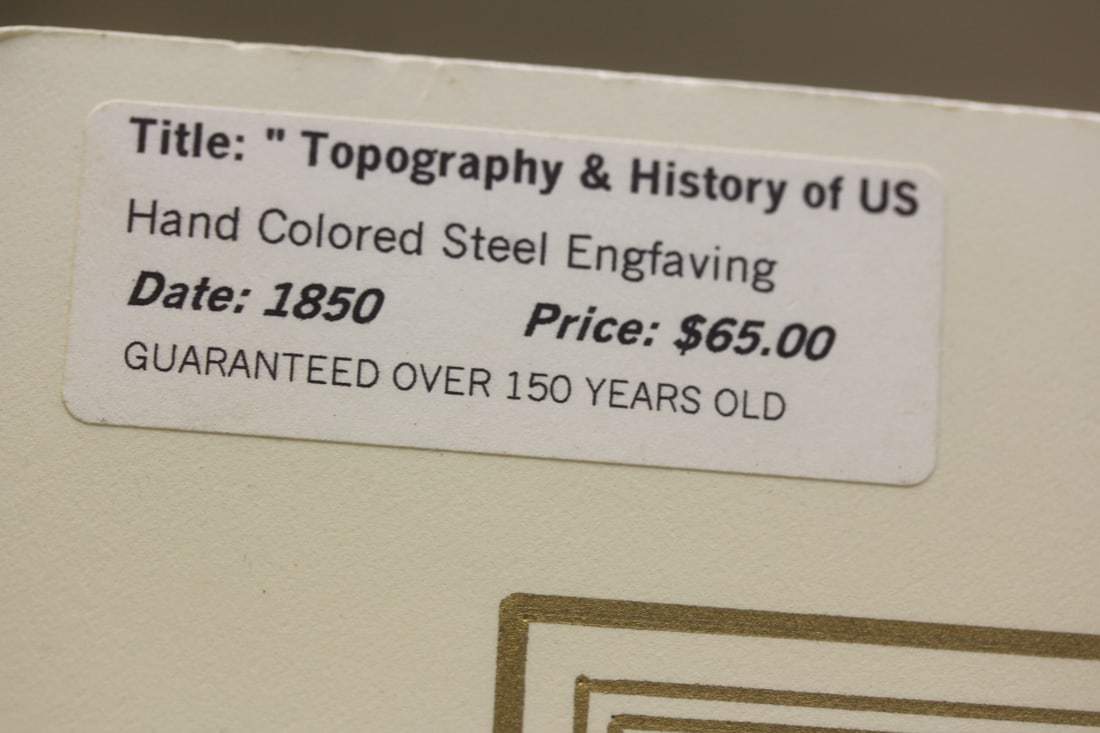 Title: " Topography & History of US
Hand Colored Steel Engfaving
Date: 1850 Price: $65.00
GUARANTEED OVER 150 YEARS OLD